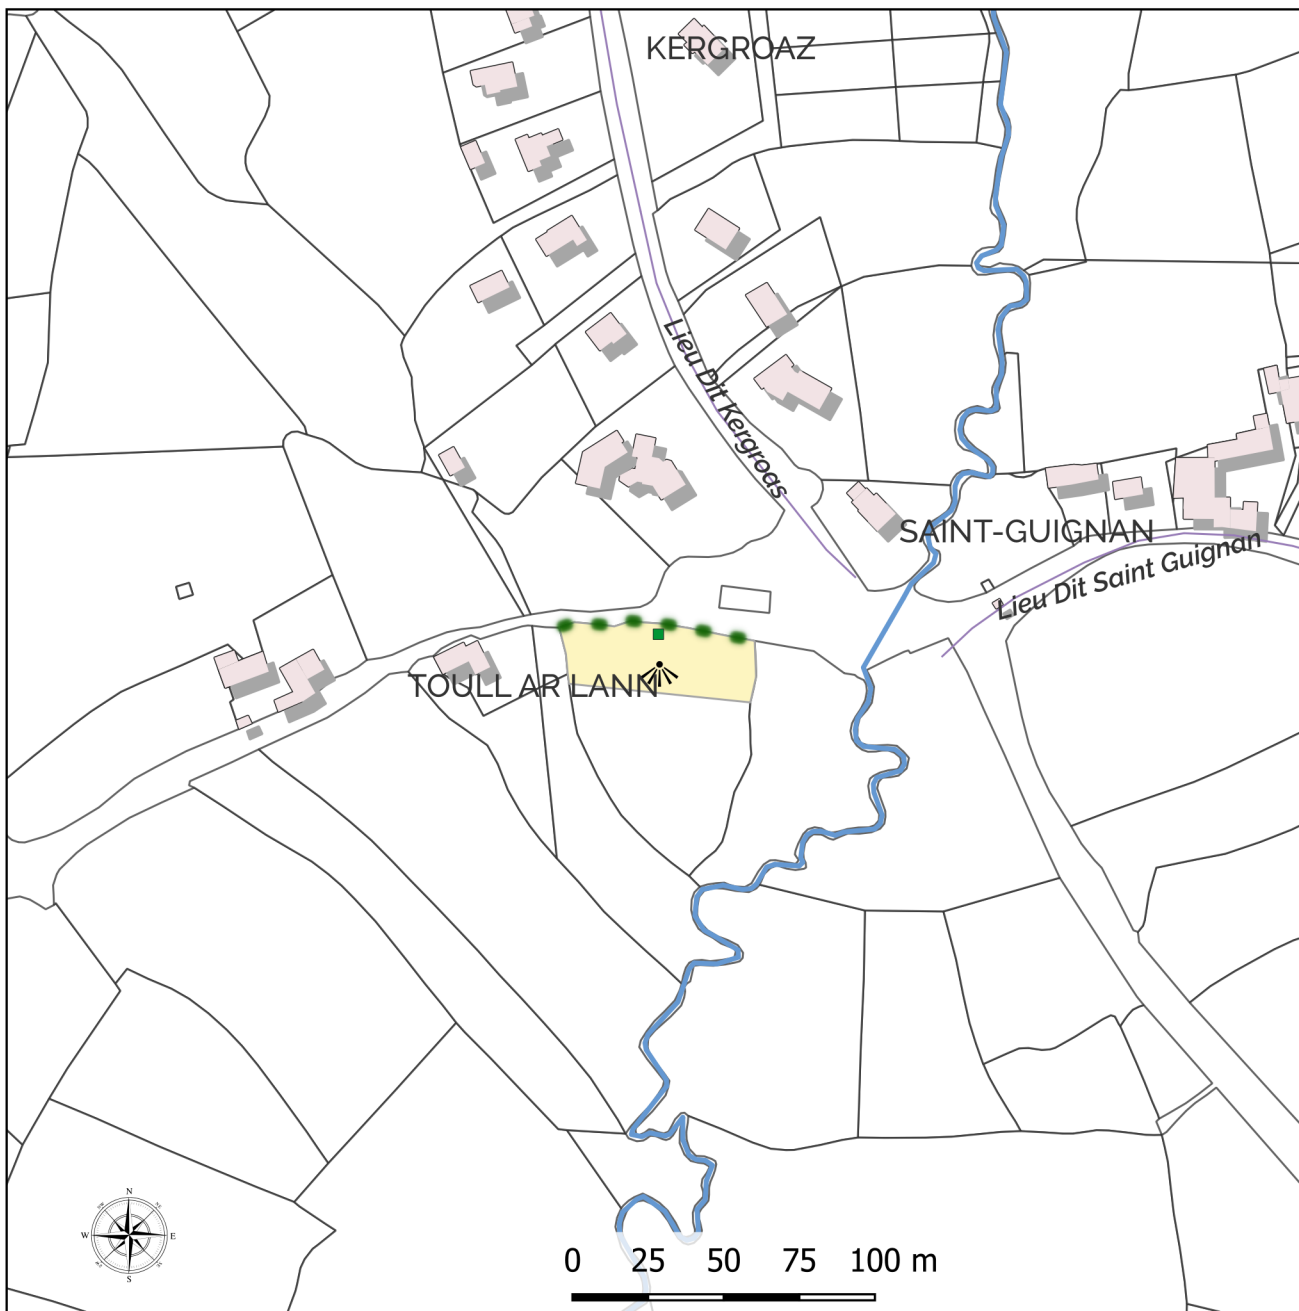 KERGROAZ
Lieu Dit Kergroas
SAINT-GUIGNAN
Lieu Dit Saint Guignan
TOULL AR LANN
N
W E
S
0 25 50 75 100 m